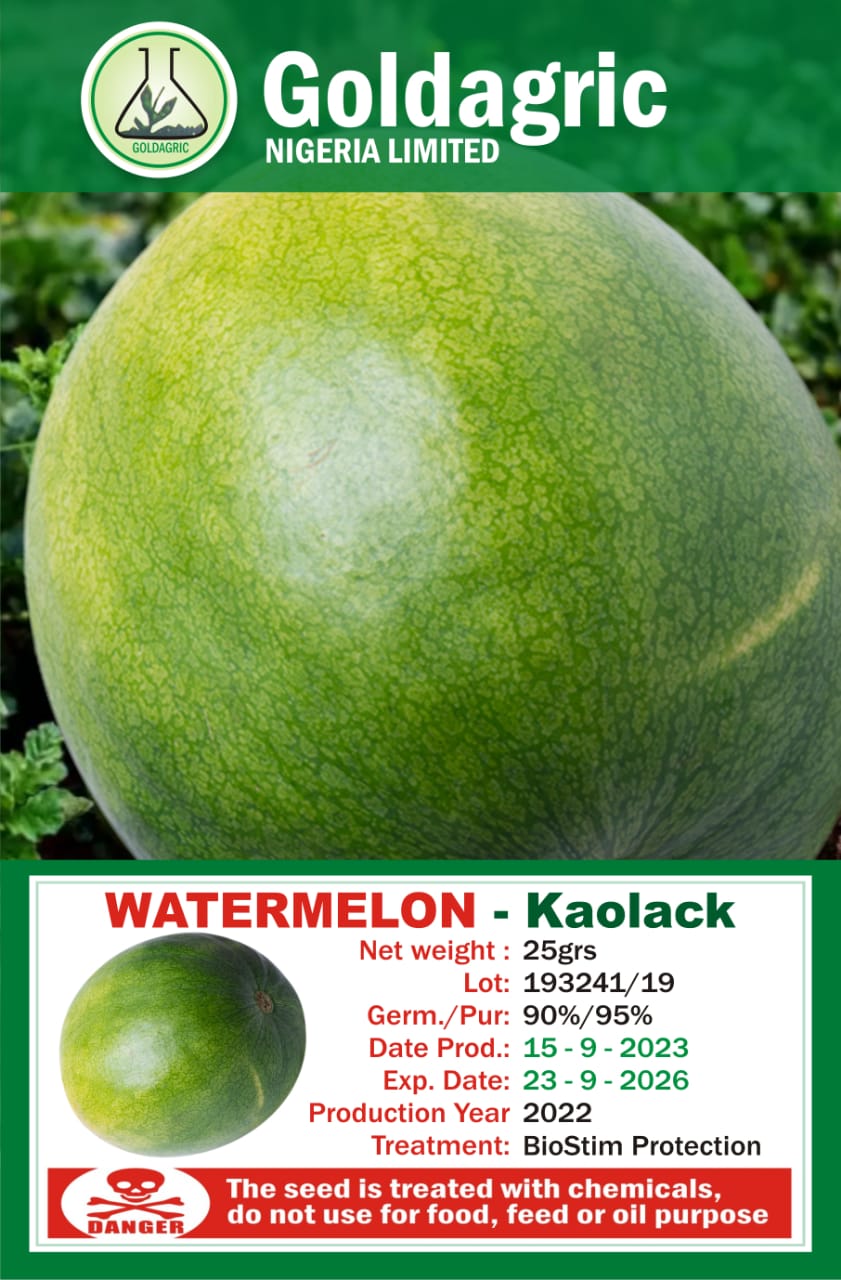 GOLDAGRIC
Goldagric
NIGERIA LIMITED
WATERMELON - Kaolack
Net weight : 25grs
Lot: 193241/19
Germ./Pur: 90%/95%
Date Prod.: 15 - 9 - 2023
Exp. Date: 23 - 9 - 2026
Production Year 2022
Treatment: BioStim Protection
DANGER
The seed is treated with chemicals,
do not use for food, feed or oil purpose